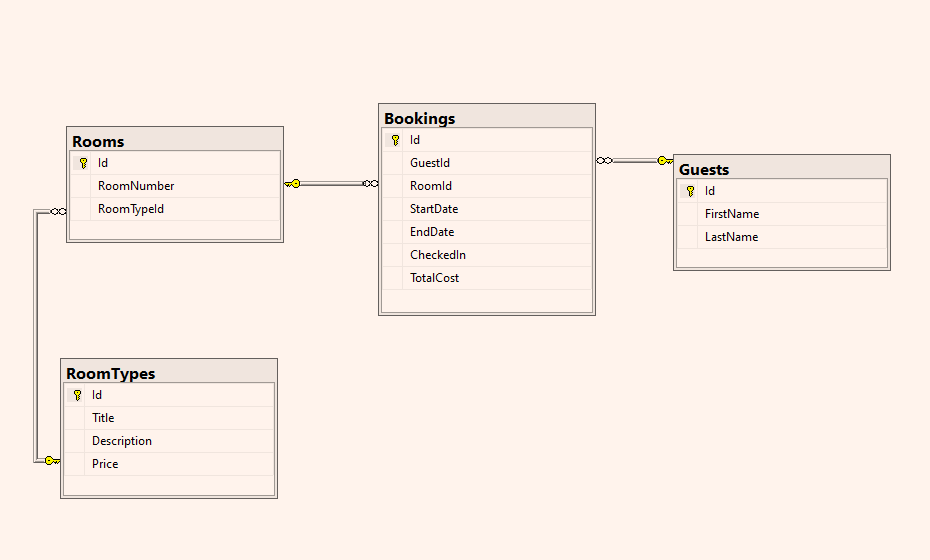 Rooms
Id
RoomNumber
RoomTypeId
Bookings
Id
GuestId
RoomId
StartDate
EndDate
CheckedIn
TotalCost
Guests
Id
FirstName
LastName
RoomTypes
Id
Title
Description
Price